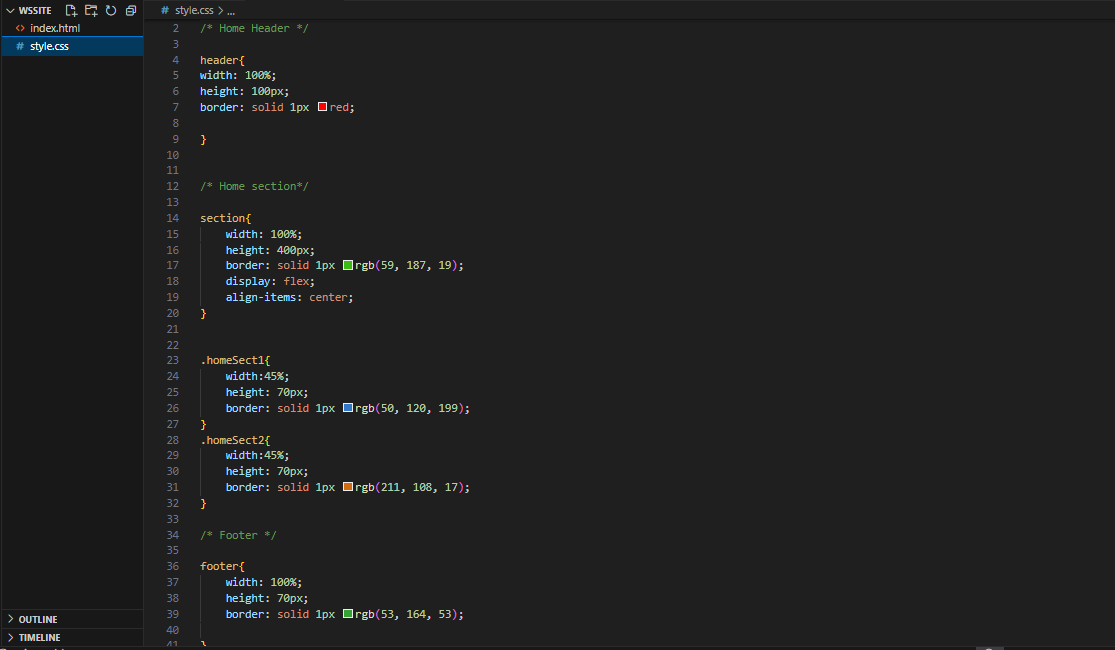 WSSITE
index.html
# style.css
# style.css > ...
2 /* Home Header */
3
4 header{
5 width: 100%;
6 height: 100px;
7 border: solid 1px red;
8
9 }
10
11
12 /* Home section*/
13
14 section{
15 width: 100%;
16 height: 400px;
17 border: solid 1px rgb(59, 187, 19);
18 display: flex;
19 align-items: center;
20 }
21
22
23 .homeSect1{
24 width:45%;
25 height: 70px;
26 border: solid 1px rgb(50, 120, 199);
27 }
28 .homeSect2{
29 width:45%;
30 height: 70px;
31 border: solid 1px rgb(211, 108, 17);
32 }
33
34 /* Footer */
35
36 footer{
37 width: 100%;
38 height: 70px;
39 border: solid 1px rgb(53, 164, 53);
40
41 }
OUTLINE
TIMELINE